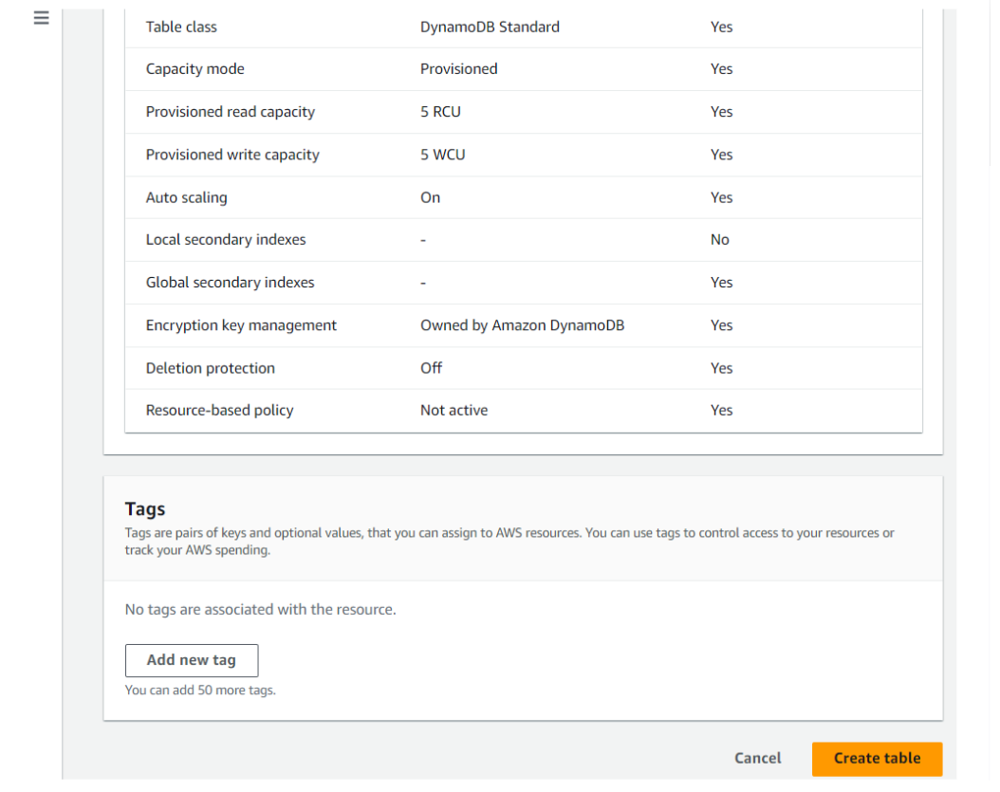 Table class DynamoDB Standard Yes
Capacity mode Provisioned Yes
Provisioned read capacity 5 RCU Yes
Provisioned write capacity 5 WCU Yes
Auto scaling On Yes
Local secondary indexes - No
Global secondary indexes - Yes
Encryption key management Owned by Amazon DynamoDB Yes
Deletion protection Off Yes
Resource-based policy Not active Yes
Tags
Tags are pairs of keys and optional values, that you can assign to AWS resources. You can use tags to control access to your resources or
track your AWS spending.
No tags are associated with the resource.
Add new tag
You can add 50 more tags.
Cancel Create table